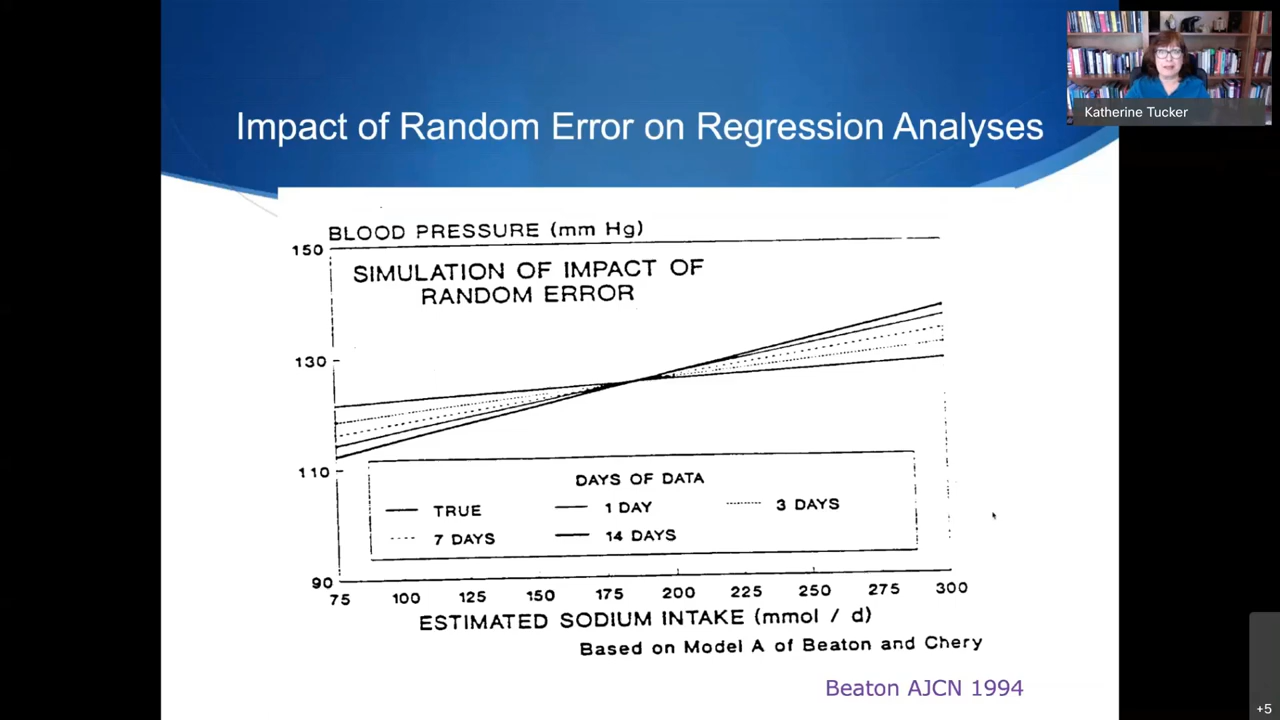 Katherine Tucker
Impact of Random Error on Regression Analyses
BLOOD PRESSURE (mm Hg)
150
SIMULATION OF IMPACT OF
RANDOM ERROR
130
110
DAYS OF DATA
TRUE 1 DAY 3 DAYS
7 DAYS 14 DAYS
90
75 100 125 150 175 200 225 250 275 300
ESTIMATED SODIUM INTAKE (mmol / d)
Based on Model A of Beaton and Chery
Beaton AJCN 1994
+5